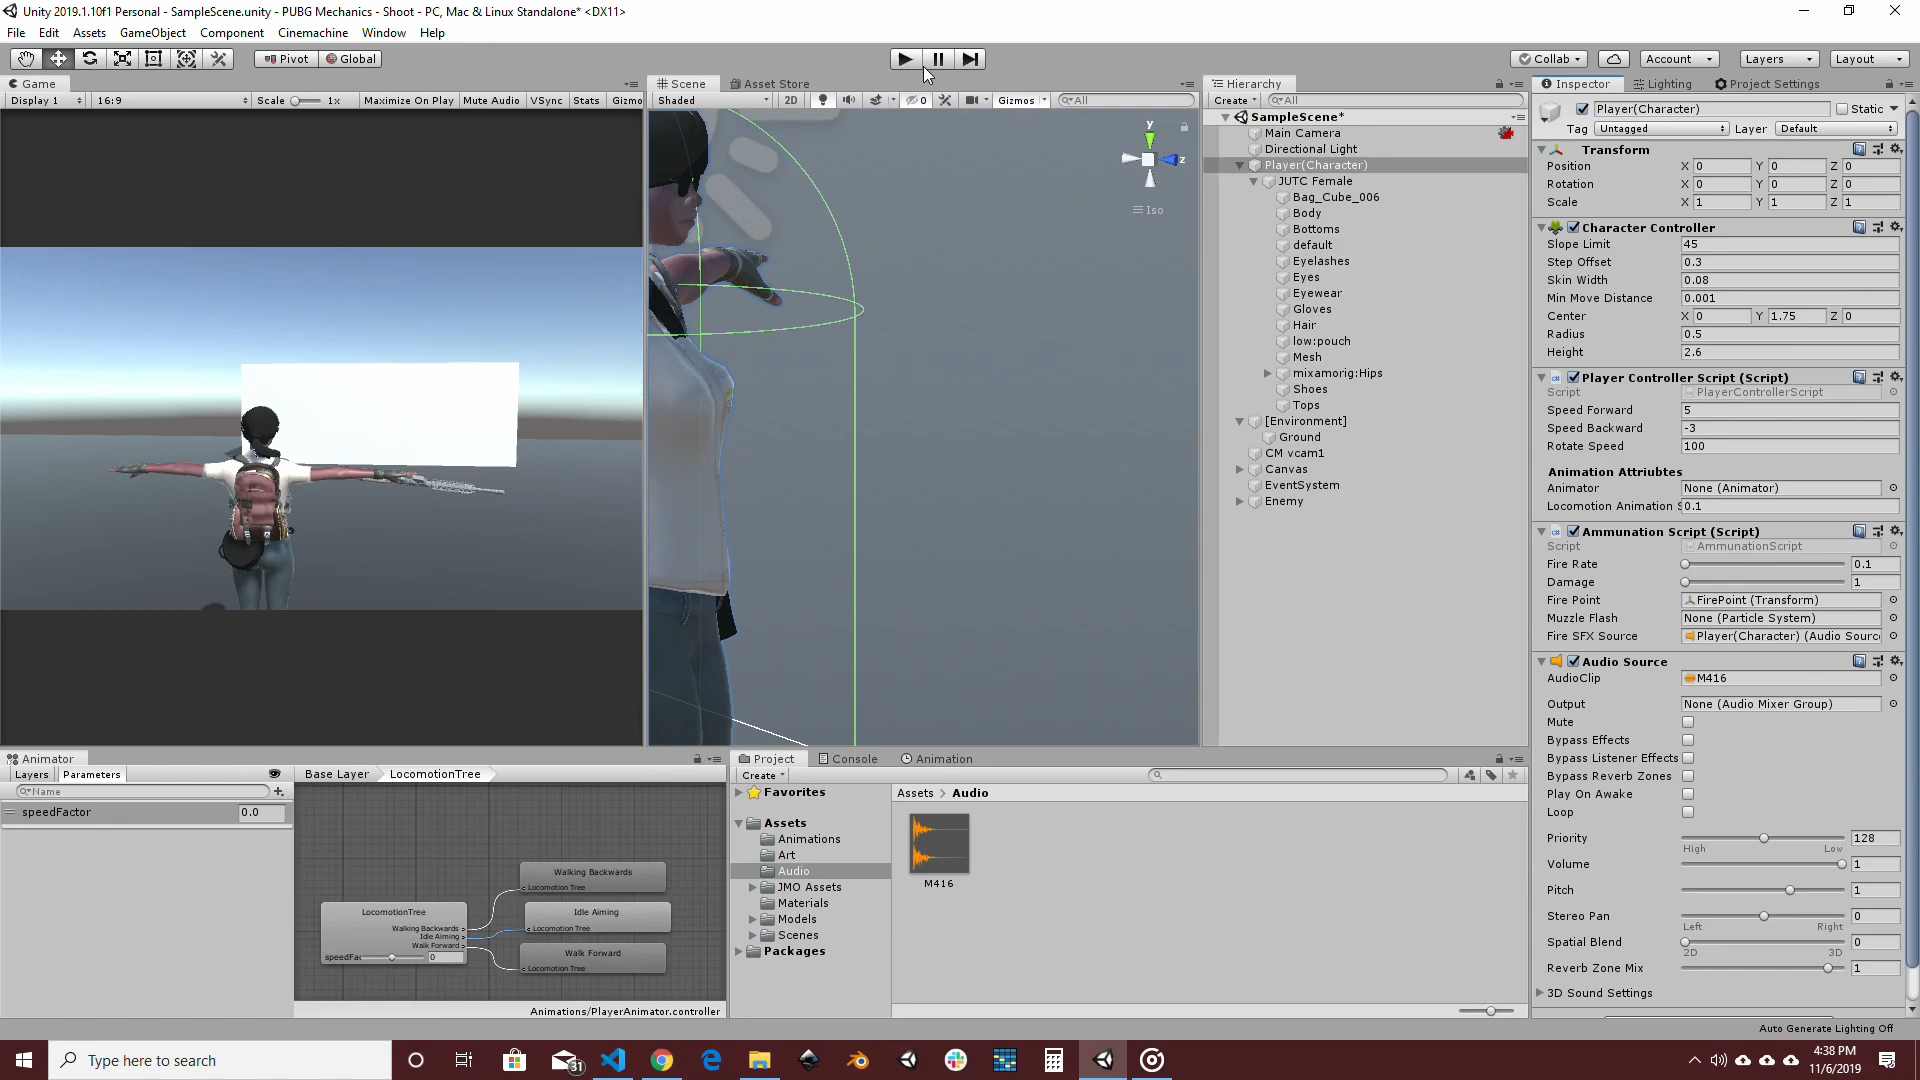 Unity 2019.1.10f1 Personal - SampleScene.unity - PUBG Mechanics - Shoot - PC, Mac & Linux Standalone* <DX11>
File Edit Assets GameObject Component Cinemachine Window Help
Pivot Global Collab Account Layers Layout
Game
Display 1 16:9 Scale 1x Maximize On Play Mute Audio VSync Stats Gizmo
Scene Asset Store
Shaded 2D 0 Gizmos All
y
z
Iso
Hierarchy
Create All
SampleScene*
Main Camera
Directional Light
Player(Character)
JUTC Female
Bag_Cube_006
Body
Bottoms
default
Eyelashes
Eyes
Eyewear
Gloves
Hair
low:pouch
Mesh
mixamorig:Hips
Shoes
Tops
[Environment]
Ground
CM vcam1
Canvas
EventSystem
Enemy
Inspector Lighting Project Settings
Player(Character) Static
Tag Untagged Layer Default
Transform
Position X 0 Y 0 Z 0
Rotation X 0 Y 0 Z 0
Scale X 1 Y 1 Z 1
Character Controller
Slope Limit 45
Step Offset 0.3
Skin Width 0.08
Min Move Distance 0.001
Center X 0 Y 1.75 Z 0
Radius 0.5
Height 2.6
Player Controller Script (Script)
Script PlayerControllerScript
Speed Forward 5
Speed Backward -3
Rotate Speed 100
Animation Attriubtes
Animator None (Animator)
Locomotion Animation S 0.1
Ammunation Script (Script)
Script AmmunationScript
Fire Rate 0.1
Damage 1
Fire Point FirePoint (Transform)
Muzzle Flash None (Particle System)
Fire SFX Source Player(Character) (Audio Source
Audio Source
AudioClip M416
Output None (Audio Mixer Group)
Mute
Bypass Effects
Bypass Listener Effects
Bypass Reverb Zones
Play On Awake
Loop
Priority 128
High Low
Volume 1
Pitch 1
Stereo Pan 0
Left Right
Spatial Blend 0
2D 3D
Reverb Zone Mix 1
3D Sound Settings
Auto Generate Lighting Off
Animator
Layers Parameters
Name
speedFactor 0.0
Base Layer LocomotionTree
LocomotionTree
Walking Backwards
Idle Aiming
Walk Forward
speedFa 0
Walking Backwards
Locomotion Tree
Idle Aiming
Locomotion Tree
Walk Forward
Locomotion Tree
Animations/PlayerAnimator.controller
Project Console Animation
Create
Favorites
Assets
Animations
Art
Audio
JMO Assets
Materials
Models
Scenes
Packages
Assets > Audio
M416
Type here to search
31
4:38 PM
11/6/2019